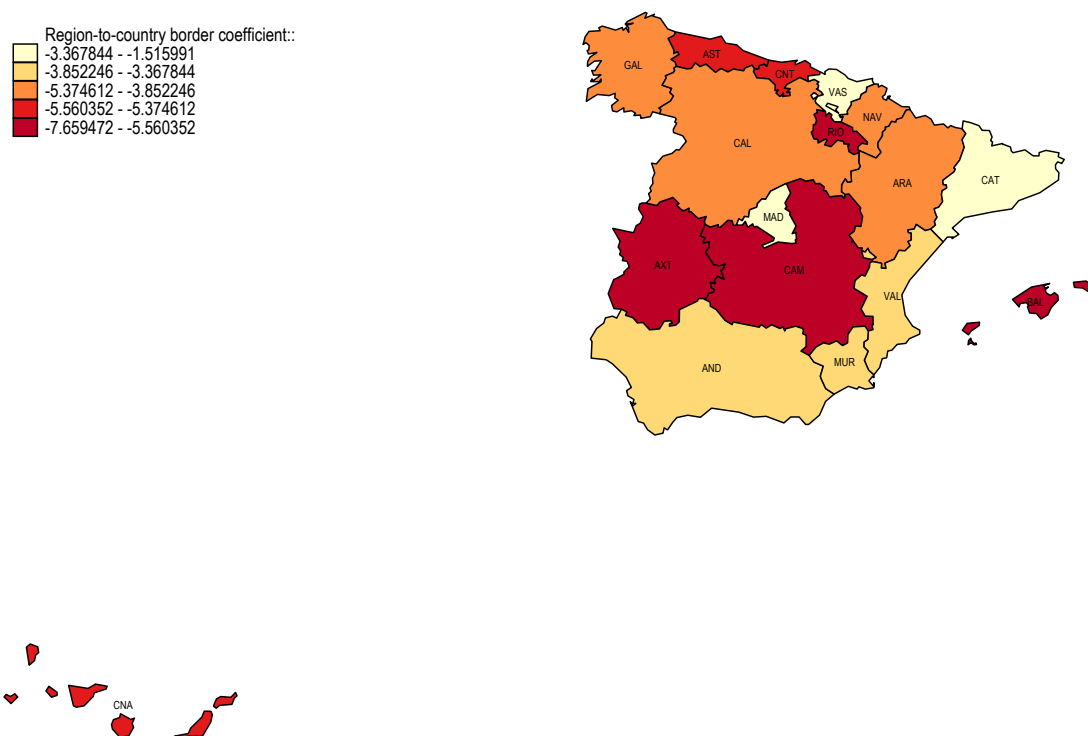 Region-to-country border coefficient::
-3.367844 - -1.515991
-3.852246 - -3.367844
-5.374612 - -3.852246
-5.560352 - -5.374612
-7.659472 - -5.560352
AST
GAL
CNT
VAS
NAV
RIO
CAL
CAT
ARA
MAD
AXT
CAM
VAL
BAL
MUR
AND
CNA